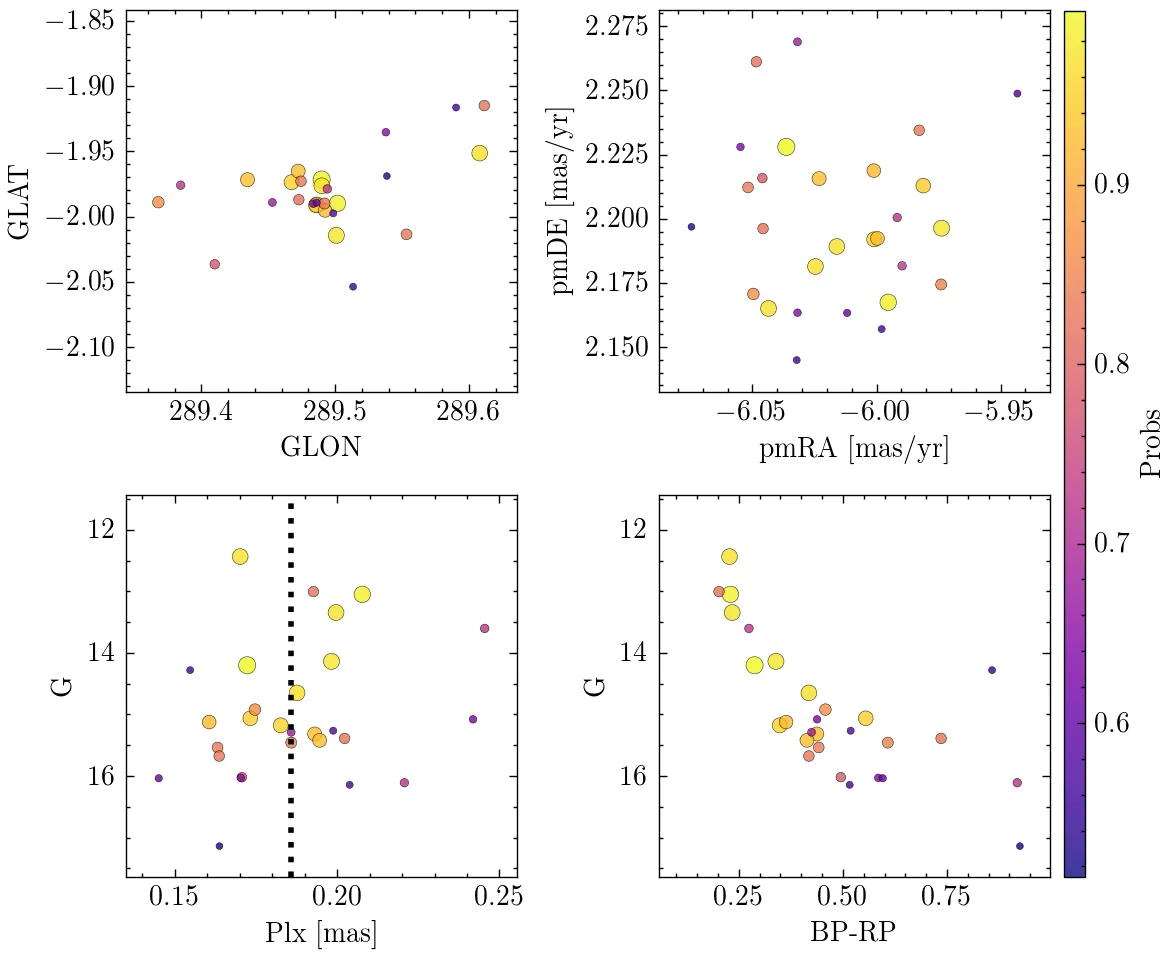 −1.85
−1.90
−1.95
−2.00
−2.05
−2.10
GLAT
289.4 289.5 289.6
GLON
2.275
2.250
2.225
2.200
2.175
2.150
pmDE [mas/yr]
−6.05 −6.00 −5.95
pmRA [mas/yr]
12
14
16
G
0.15 0.20 0.25
Plx [mas]
12
14
16
G
0.25 0.50 0.75
BP-RP
0.9
0.8
0.7
0.6
Probs